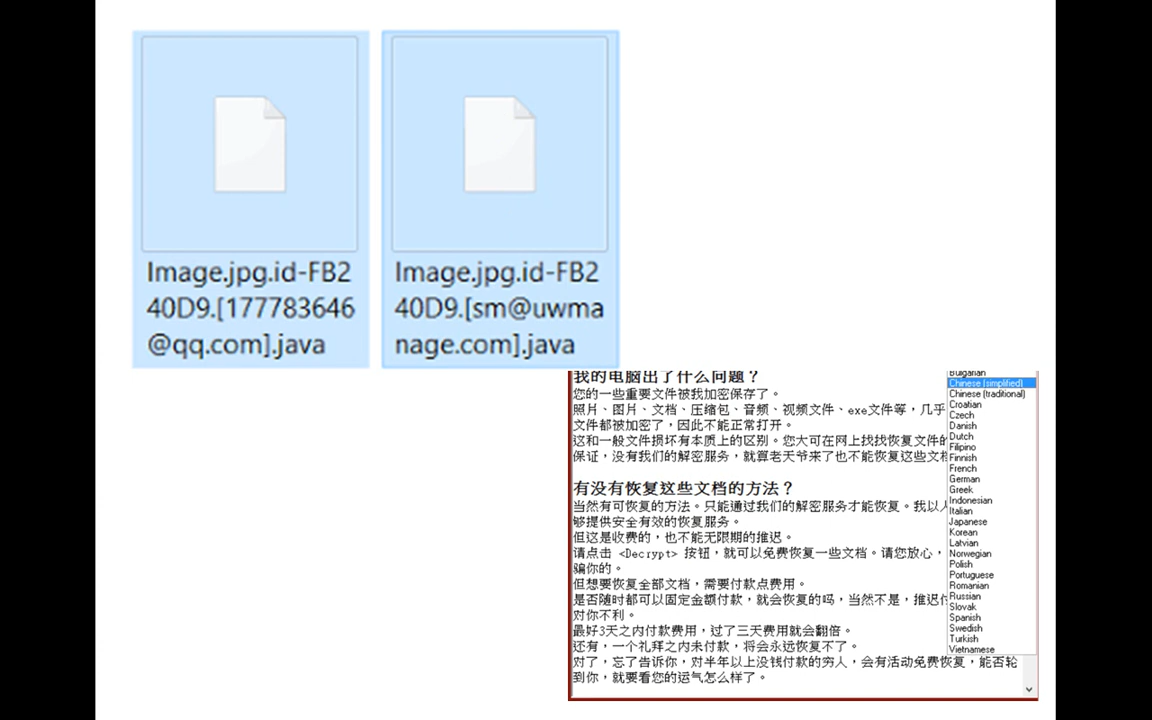 Image.jpg.id-FB2
40D9.[177783646
@qq.com].java
Image.jpg.id-FB2
40D9.[sm@uwma
nage.com].java
我的电脑出了什么问题？
您的一些重要文件被我加密保存了。
照片、图片、文档、压缩包、音频、视频文件、exe文件等，几乎
文件都被加密了，因此不能正常打开。
这和一般文件损坏有本质上的区别。您大可在网上找找恢复文件的
保证，没有我们的解密服务，就算老天爷来了也不能恢复这些文档
有没有恢复这些文档的方法？
当然有可恢复的方法。只能通过我们的解密服务才能恢复。我以人
够提供安全有效的恢复服务。
但这是收费的，也不能无限期的推迟。
请点击 <Decrypt> 按钮，就可以免费恢复一些文档。请您放心，
骗你的。
但想要恢复全部文档，需要付款点费用。
是否随时都可以固定金额付款，就会恢复的吗，当然不是，推迟付
对你不利。
最好3天之内付款费用，过了三天费用就会翻倍。
还有，一个礼拜之内未付款，将会永远恢复不了。
对了，忘了告诉你，对半年以上没钱付款的穷人，会有活动免费恢复，能否轮
到你，就要看您的运气怎么样了。
Bulgarian
Chinese (simplified)
Chinese (traditional)
Croatian
Czech
Danish
Dutch
Filipino
Finnish
French
German
Greek
Indonesian
Italian
Japanese
Korean
Latvian
Norwegian
Polish
Portuguese
Romanian
Russian
Slovak
Spanish
Swedish
Turkish
Vietnamese